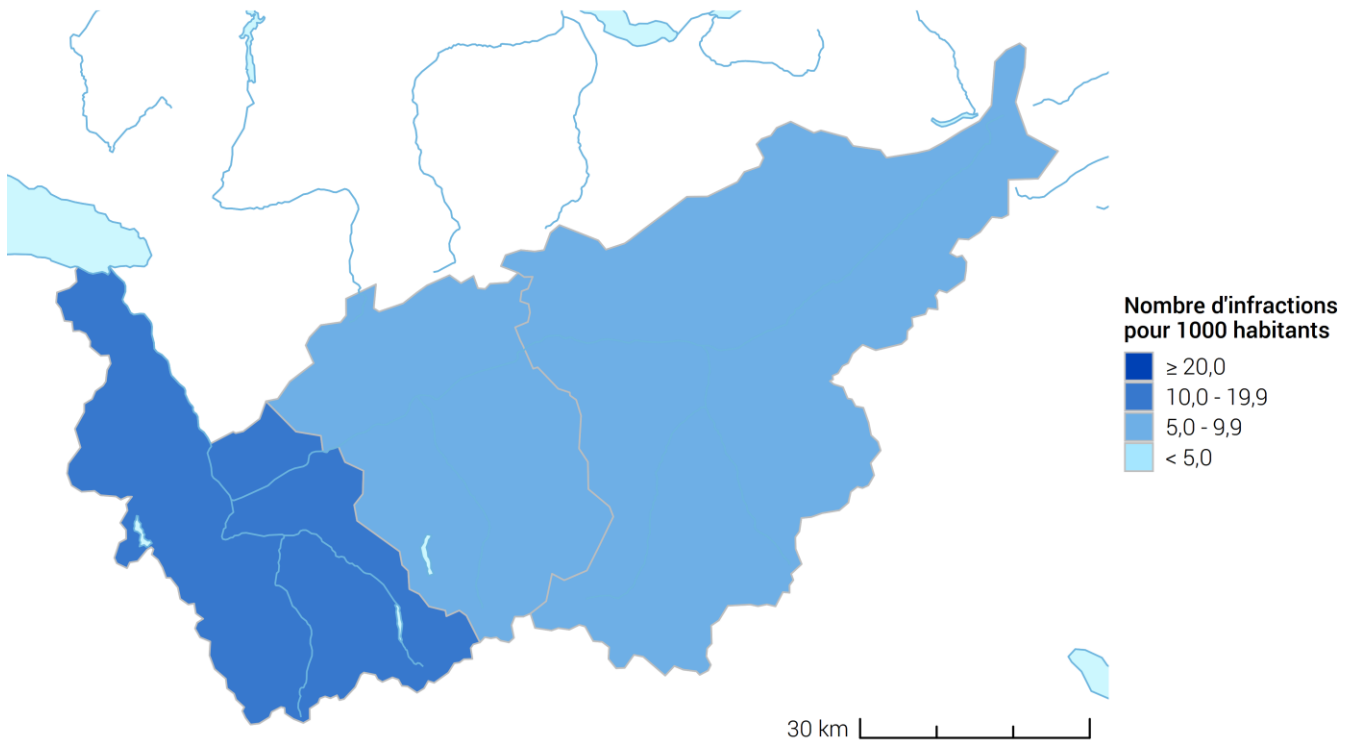 Nombre d'infractions
pour 1000 habitants
≥ 20,0
10,0 - 19,9
5,0 - 9,9
< 5,0
30 km